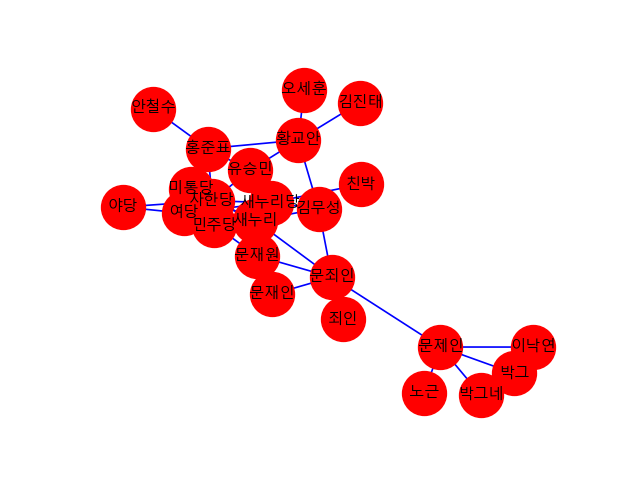 오세훈
김진태
안철수
황교안
홍준표
유승민
친박
미통당
자한당
새누리당
야당
여당
김무성
새누리
민주당
문재원
문죄인
문재인
죄인
문제인
이낙연
박그
노근
박그네